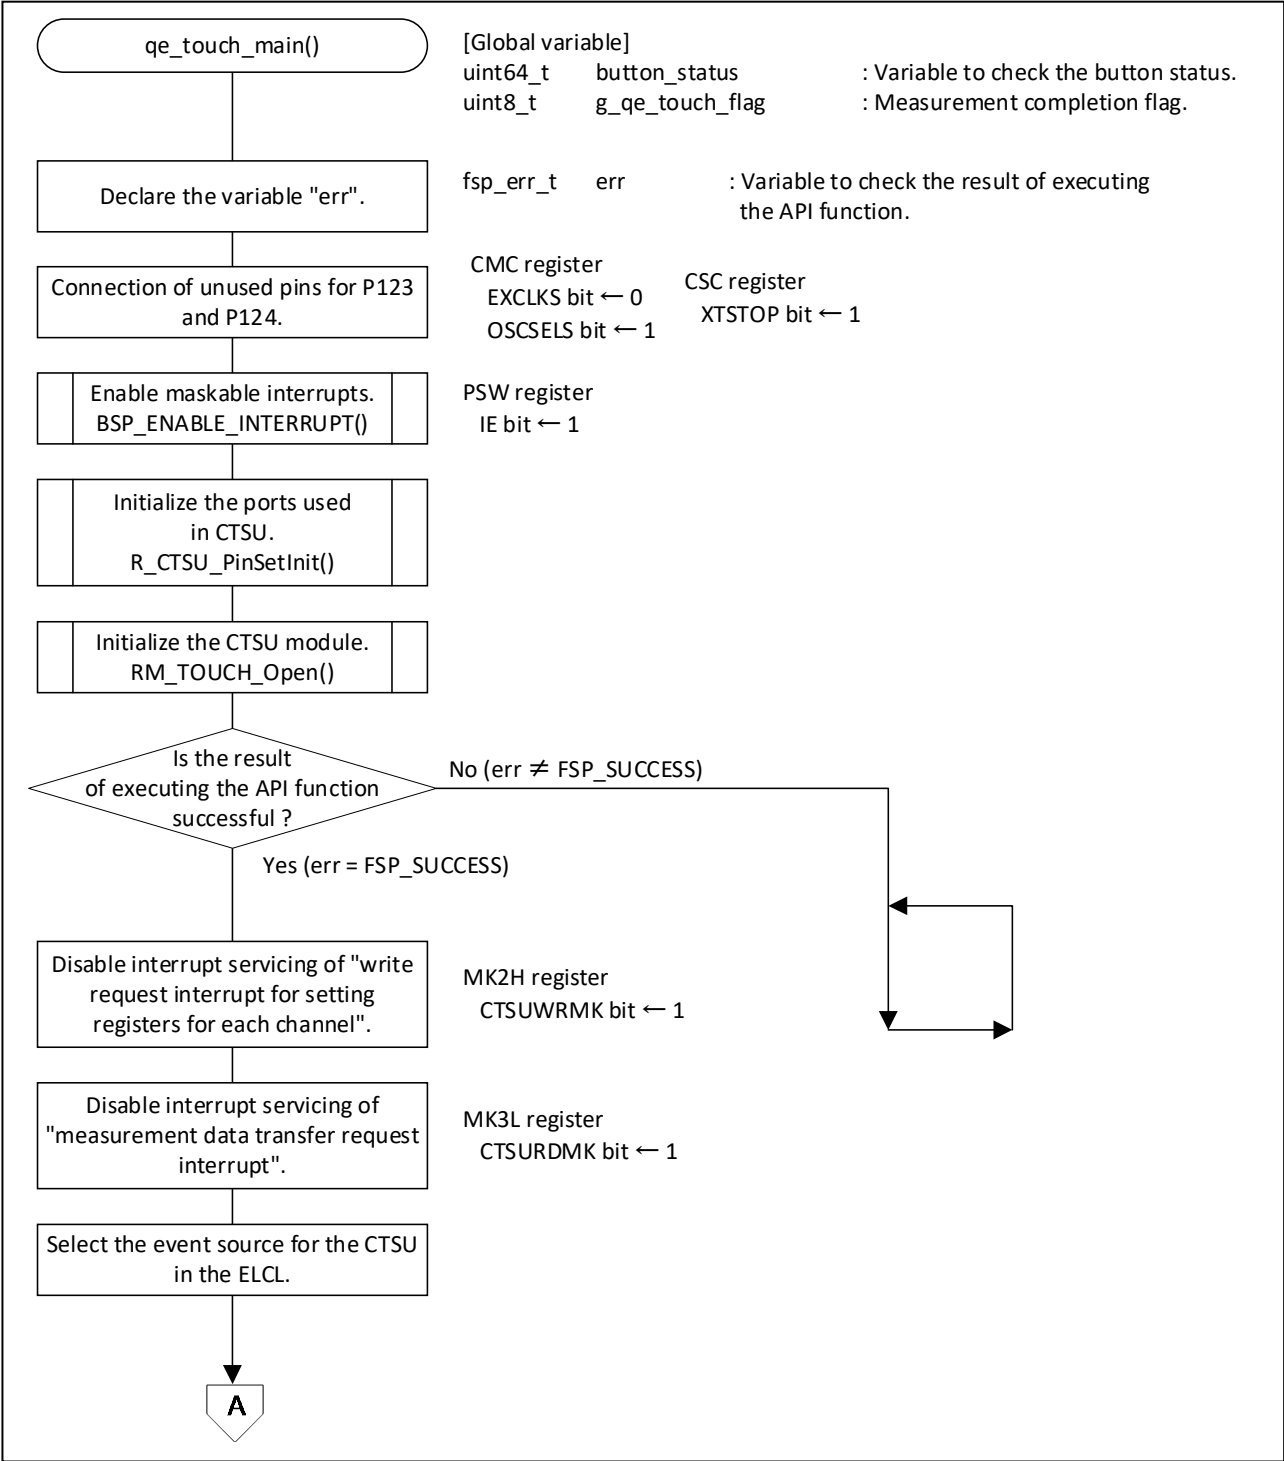 qe_touch_main()
[Global variable]
uint64_t button_status : Variable to check the button status.
uint8_t g_qe_touch_flag : Measurement completion flag.
Declare the variable "err".
fsp_err_t err : Variable to check the result of executing
the API function.
Connection of unused pins for P123
and P124.
CMC register
EXCLKS bit ← 0
OSCSELS bit ← 1
CSC register
XTSTOP bit ← 1
Enable maskable interrupts.
BSP_ENABLE_INTERRUPT()
PSW register
IE bit ← 1
Initialize the ports used
in CTSU.
R_CTSU_PinSetInit()
Initialize the CTSU module.
RM_TOUCH_Open()
Is the result
of executing the API function
successful ?
No (err ≠ FSP_SUCCESS)
Yes (err = FSP_SUCCESS)
Disable interrupt servicing of "write
request interrupt for setting
registers for each channel".
MK2H register
CTSUWRMK bit ← 1
Disable interrupt servicing of
"measurement data transfer request
interrupt".
MK3L register
CTSURDMK bit ← 1
Select the event source for the CTSU
in the ELCL.
A